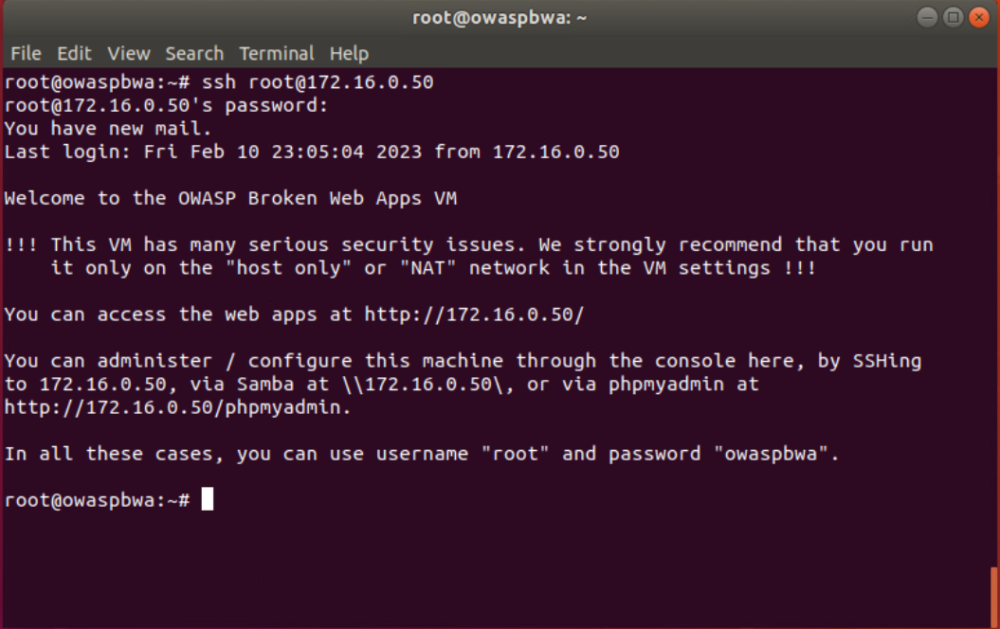 root@owaspbwa: ~
File Edit View Search Terminal Help
root@owaspbwa:~# ssh root@172.16.0.50
root@172.16.0.50's password:
You have new mail.
Last login: Fri Feb 10 23:05:04 2023 from 172.16.0.50
Welcome to the OWASP Broken Web Apps VM
!!! This VM has many serious security issues. We strongly recommend that you run
it only on the "host only" or "NAT" network in the VM settings !!!
You can access the web apps at http://172.16.0.50/
You can administer / configure this machine through the console here, by SSHing
to 172.16.0.50, via Samba at \\172.16.0.50\, or via phpmyadmin at
http://172.16.0.50/phpmyadmin.
In all these cases, you can use username "root" and password "owaspbwa".
root@owaspbwa:~#